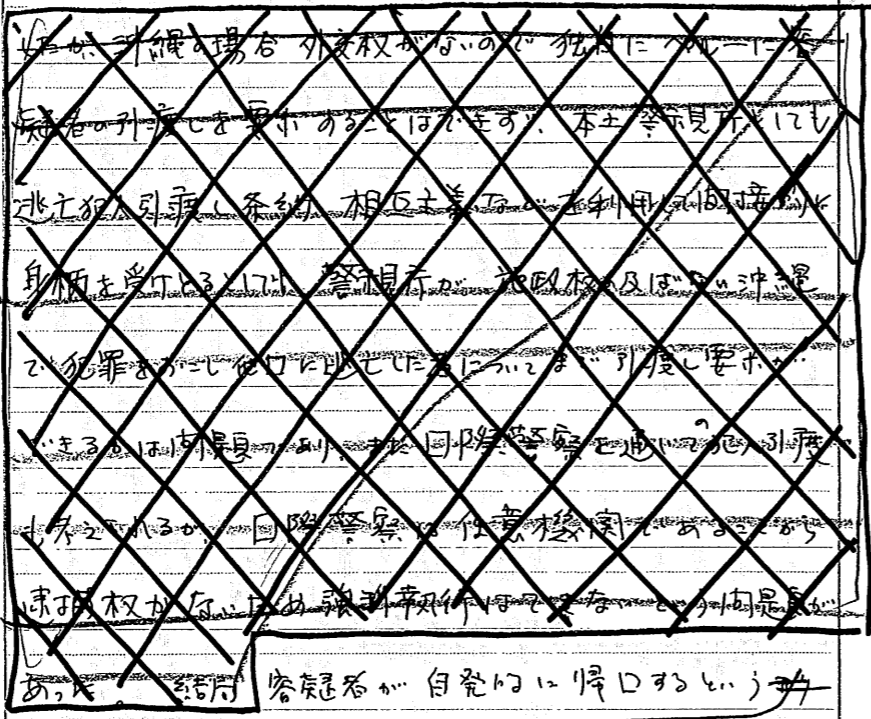 が 沖縄の場合 外交権がないので 独自にペルーに容
疑者の引渡しを要求することはできず、本土警視庁としても
逃亡犯人引渡し条約、相互主義などを利用して間接的に
身柄を受けとるとしても 警視庁が 施政権の及ばない沖縄
で犯罪をおこし他口に逃亡した者についてまで引渡し要求が
できるかは問題であり、また口際警察を通じての犯人引渡
も考えられるが、口際警察は任意機関であることから
逮捕権がないため強制執行はできないという問題が
あった。 結局 容疑者が自発的に帰口するという